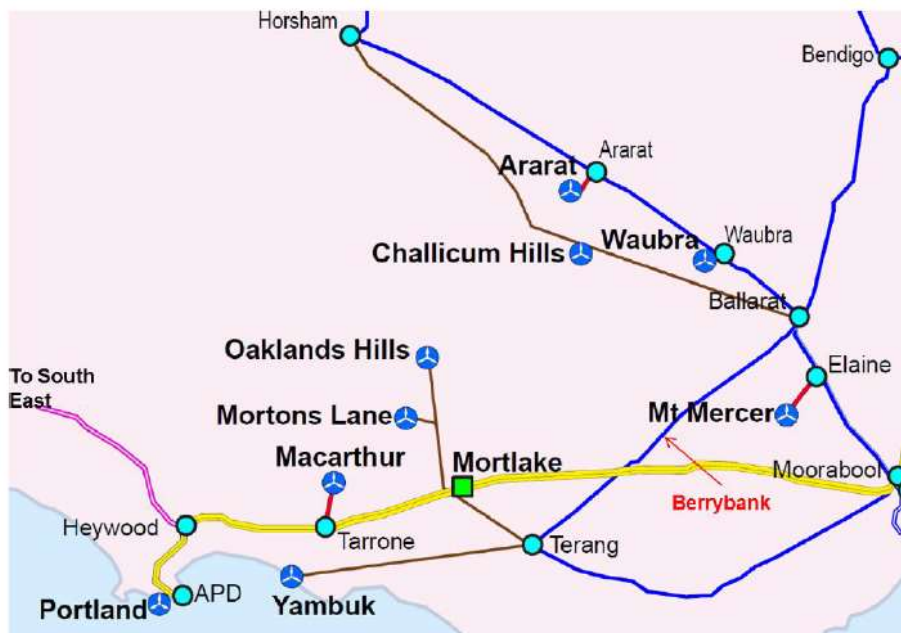 Horsham
Bendigo
Ararat
Ararat
Waubra
Waubra
Challicum Hills
Ballarat
Oaklands Hills
Elaine
To South
East
Mortons Lane
Mt Mercer
Macarthur
Mortlake
Moorabool
Berrybank
Heywood
Tarrone
Terang
APD
Portland
Yambuk